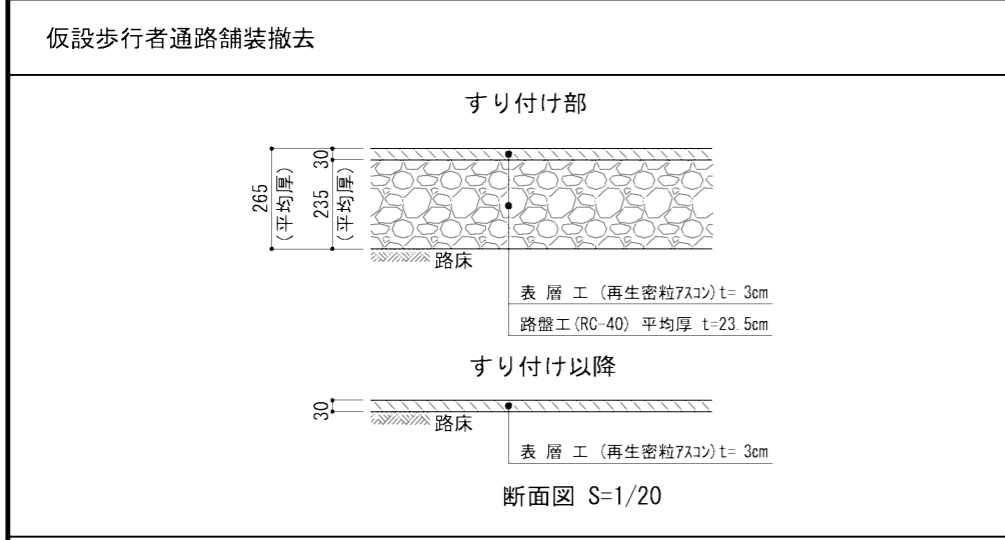 仮設歩行者通路舗装撤去
すり付け部
265
(平均厚)
30
235
(平均厚)
路床
表 層 工 (再生密粒ｱｽｺﾝ)t= 3cm
路盤工(RC-40) 平均厚 t=23.5cm
すり付け以降
30
路床
表 層 工 (再生密粒ｱｽｺﾝ)t= 3cm
断面図 S=1/20